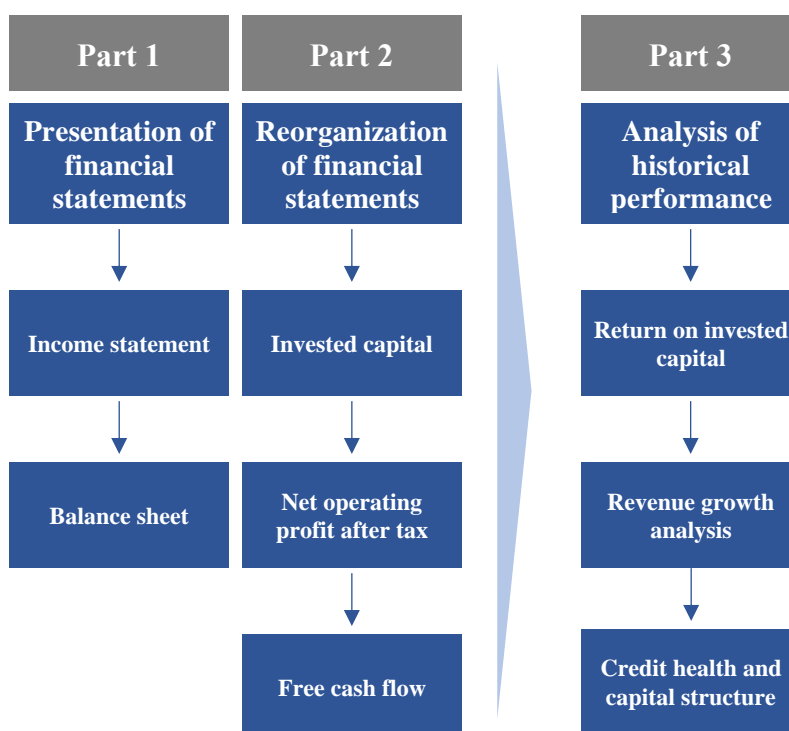 Part 1
Presentation of
financial
statements
Income statement
Balance sheet
Part 2
Reorganization
of financial
statements
Invested capital
Net operating
profit after tax
Free cash flow
Part 3
Analysis of
historical
performance
Return on invested
capital
Revenue growth
analysis
Credit health and
capital structure